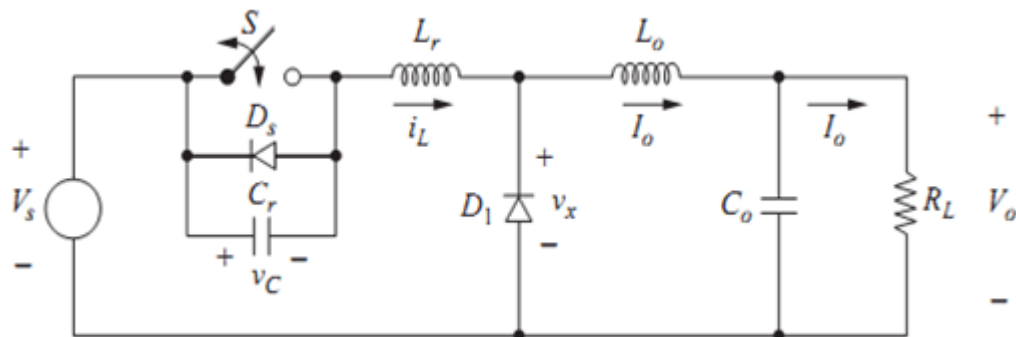 S
L_r
L_o
i_L
I_o
I_o
D_s
+
V_s
−
C_r
+
−
v_C
D_1
+
v_x
−
C_o
R_L
+
V_o
−